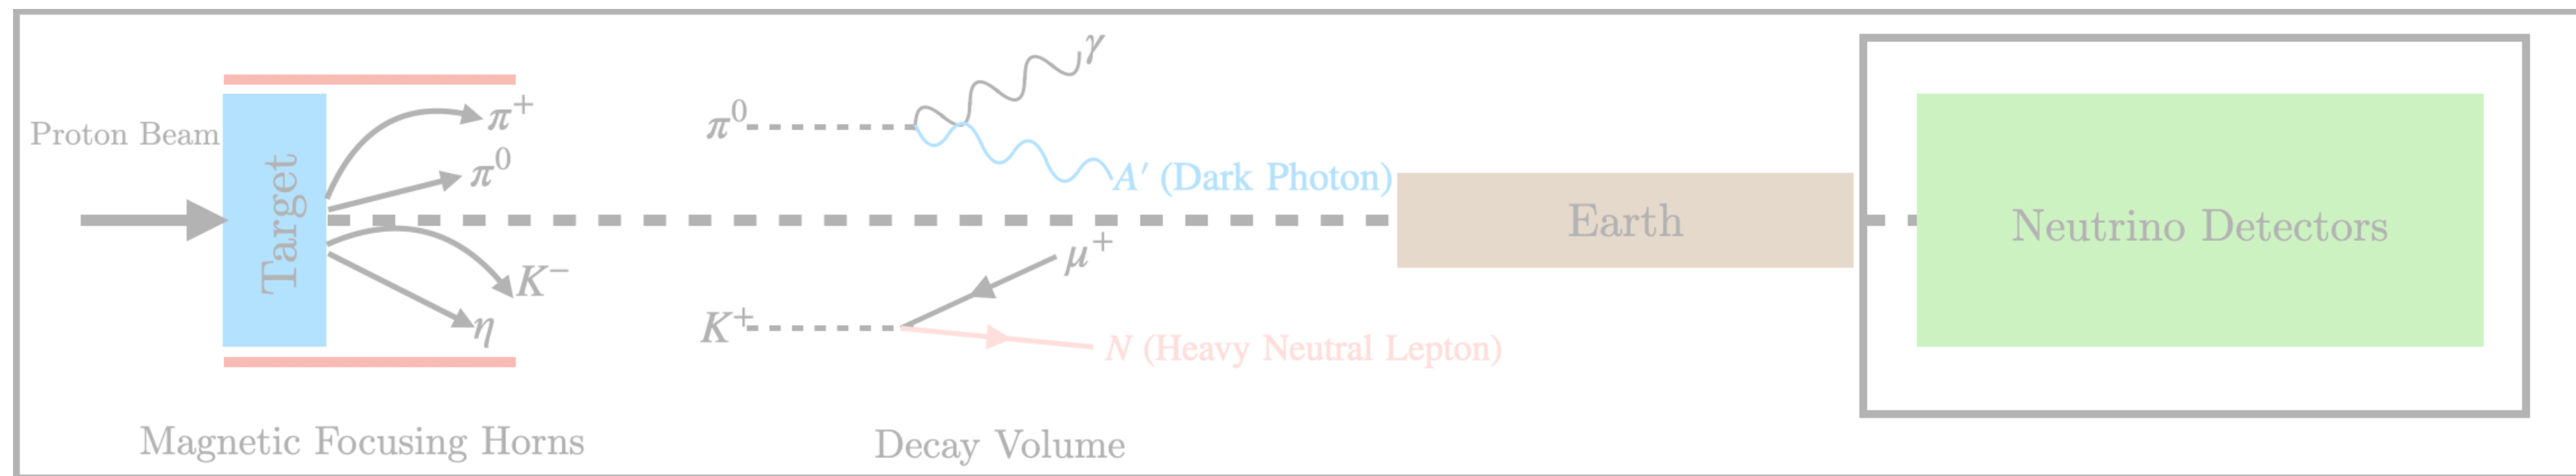 Proton Beam
Target
π⁺
π⁰
K⁻
η
Magnetic Focusing Horns
π⁰
γ
A′ (Dark Photon)
K⁺
μ⁺
N (Heavy Neutral Lepton)
Decay Volume
Earth
Neutrino Detectors